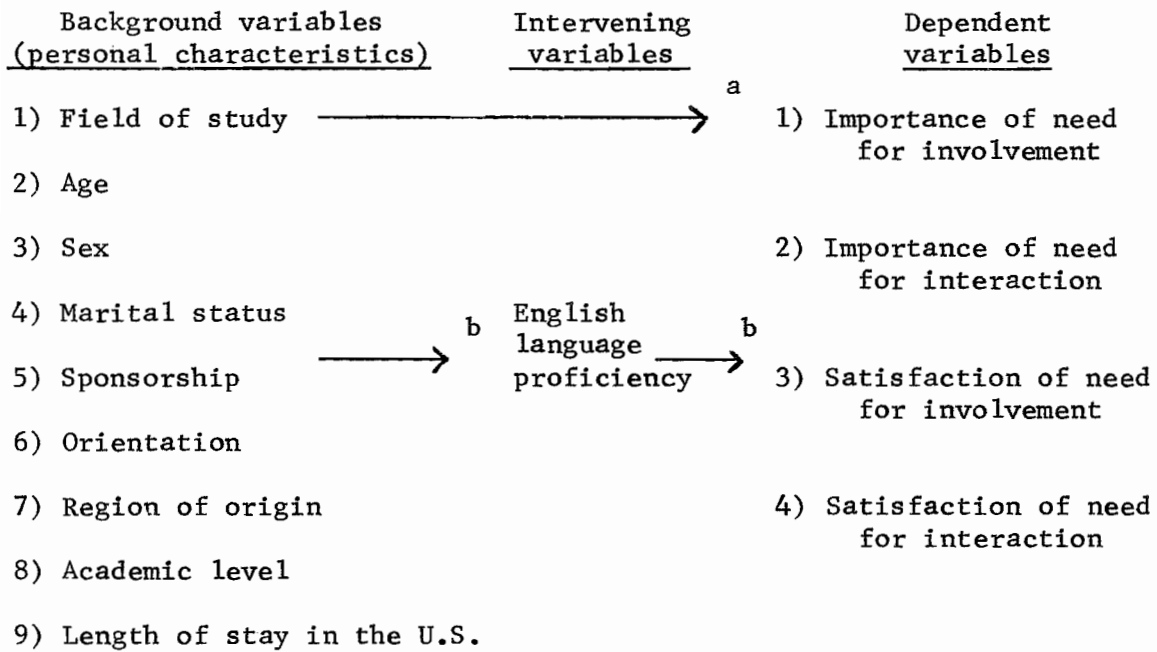 Background variables
(personal characteristics)
Intervening
variables
Dependent
variables
a
1) Field of study
1) Importance of need
for involvement
2) Age
3) Sex
2) Importance of need
for interaction
4) Marital status
b
English
language
proficiency
b
5) Sponsorship
3) Satisfaction of need
for involvement
6) Orientation
7) Region of origin
4) Satisfaction of need
for interaction
8) Academic level
9) Length of stay in the U.S.